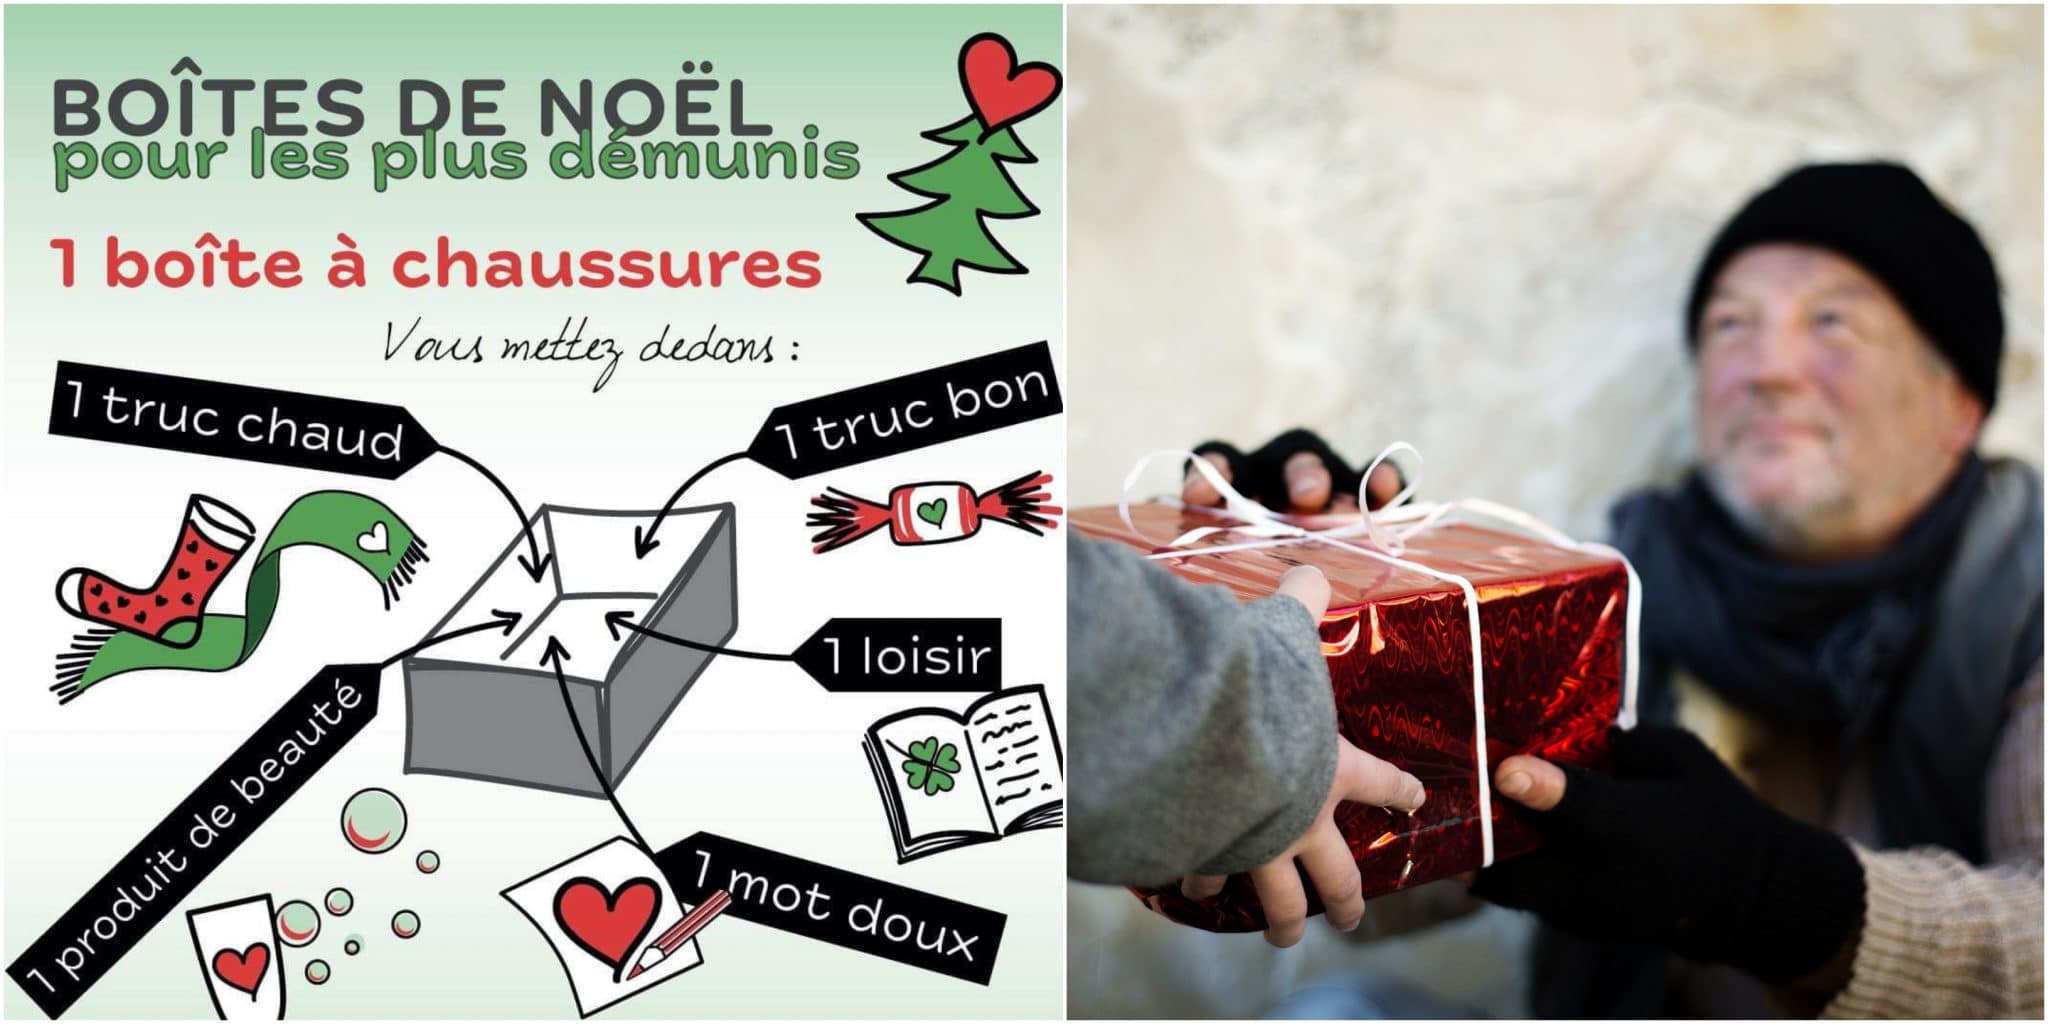 BOÎTES DE NOËL
pour les plus démunis
1 boîte à chaussures
Vous mettez dedans :
1 truc chaud
1 truc bon
1 loisir
1 produit de beauté
1 mot doux